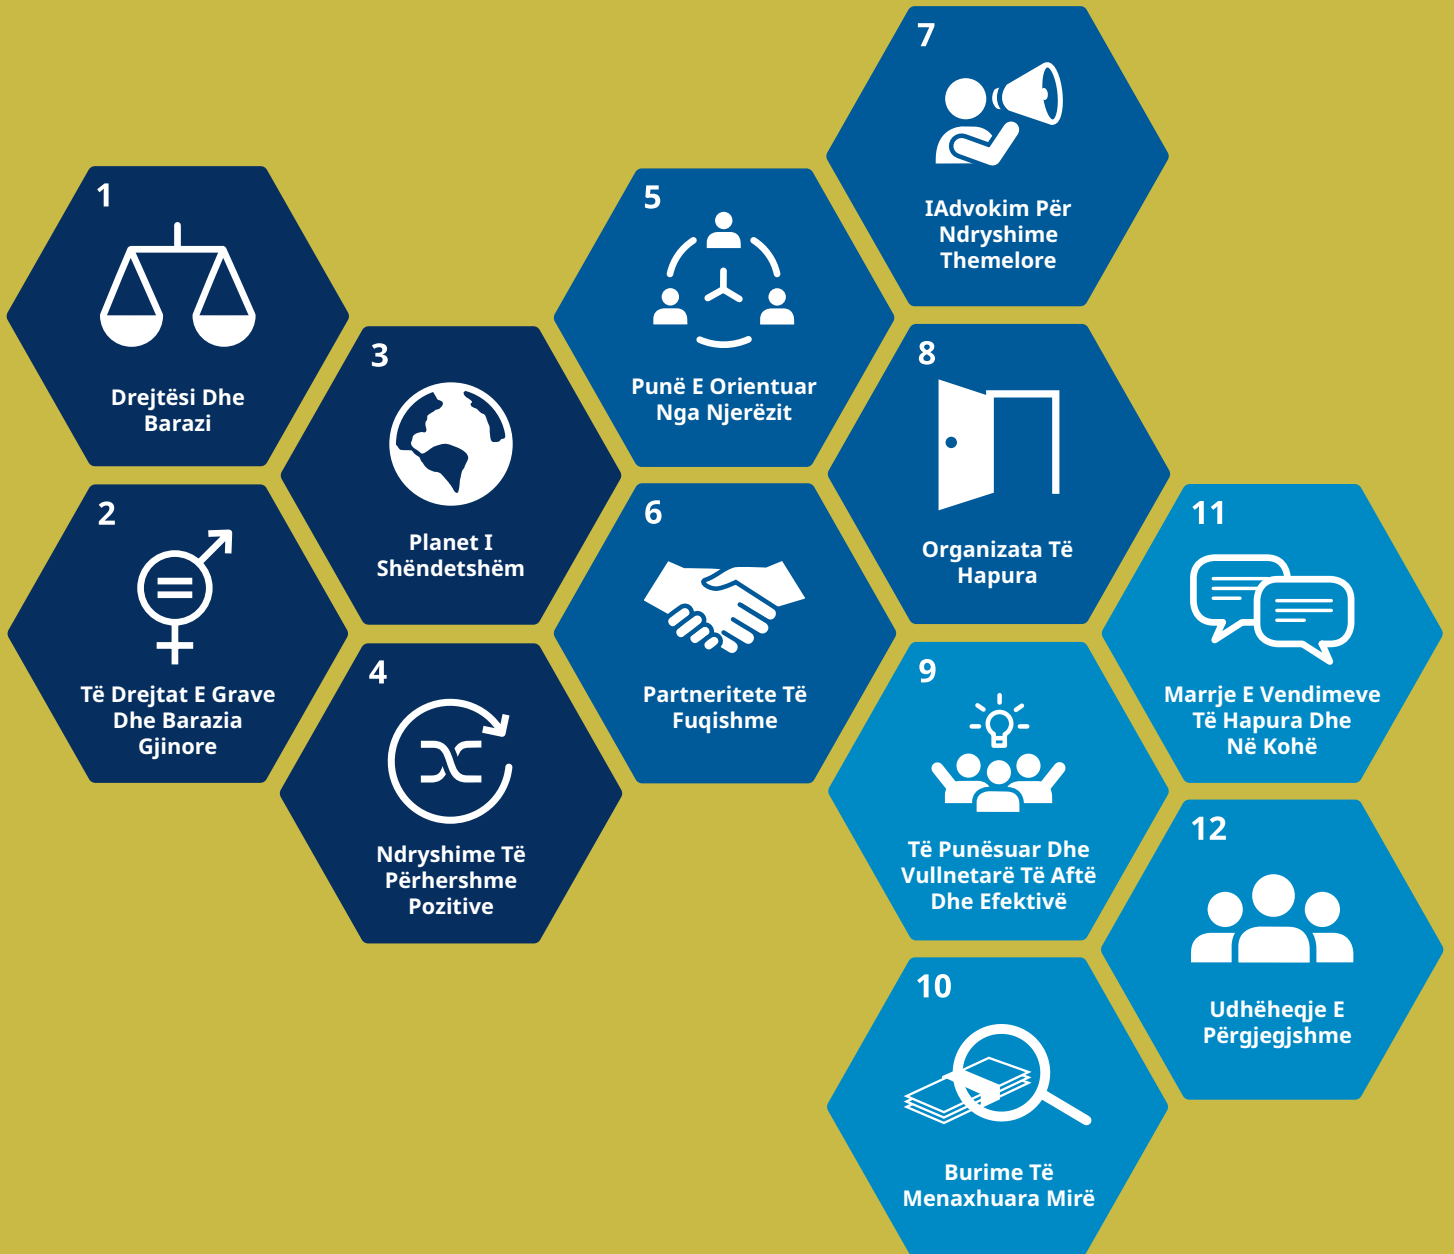 1
Drejtësi Dhe
Barazi
2
Të Drejtat E Grave
Dhe Barazia
Gjinore
3
Planet I
Shëndetshëm
4
Ndryshime Të
Përhershme
Pozitive
5
Punë E Orientuar
Nga Njerëzit
6
Partneritete Të
Fuqishme
7
IAdvokim Për
Ndryshime
Themelore
8
Organizata Të
Hapura
9
Të Punësuar Dhe
Vullnetarë Të Aftë
Dhe Efektivë
10
Burime Të
Menaxhuara Mirë
11
Marrje E Vendimeve
Të Hapura Dhe
Në Kohë
12
Udhëheqje E
Përgjegjshme